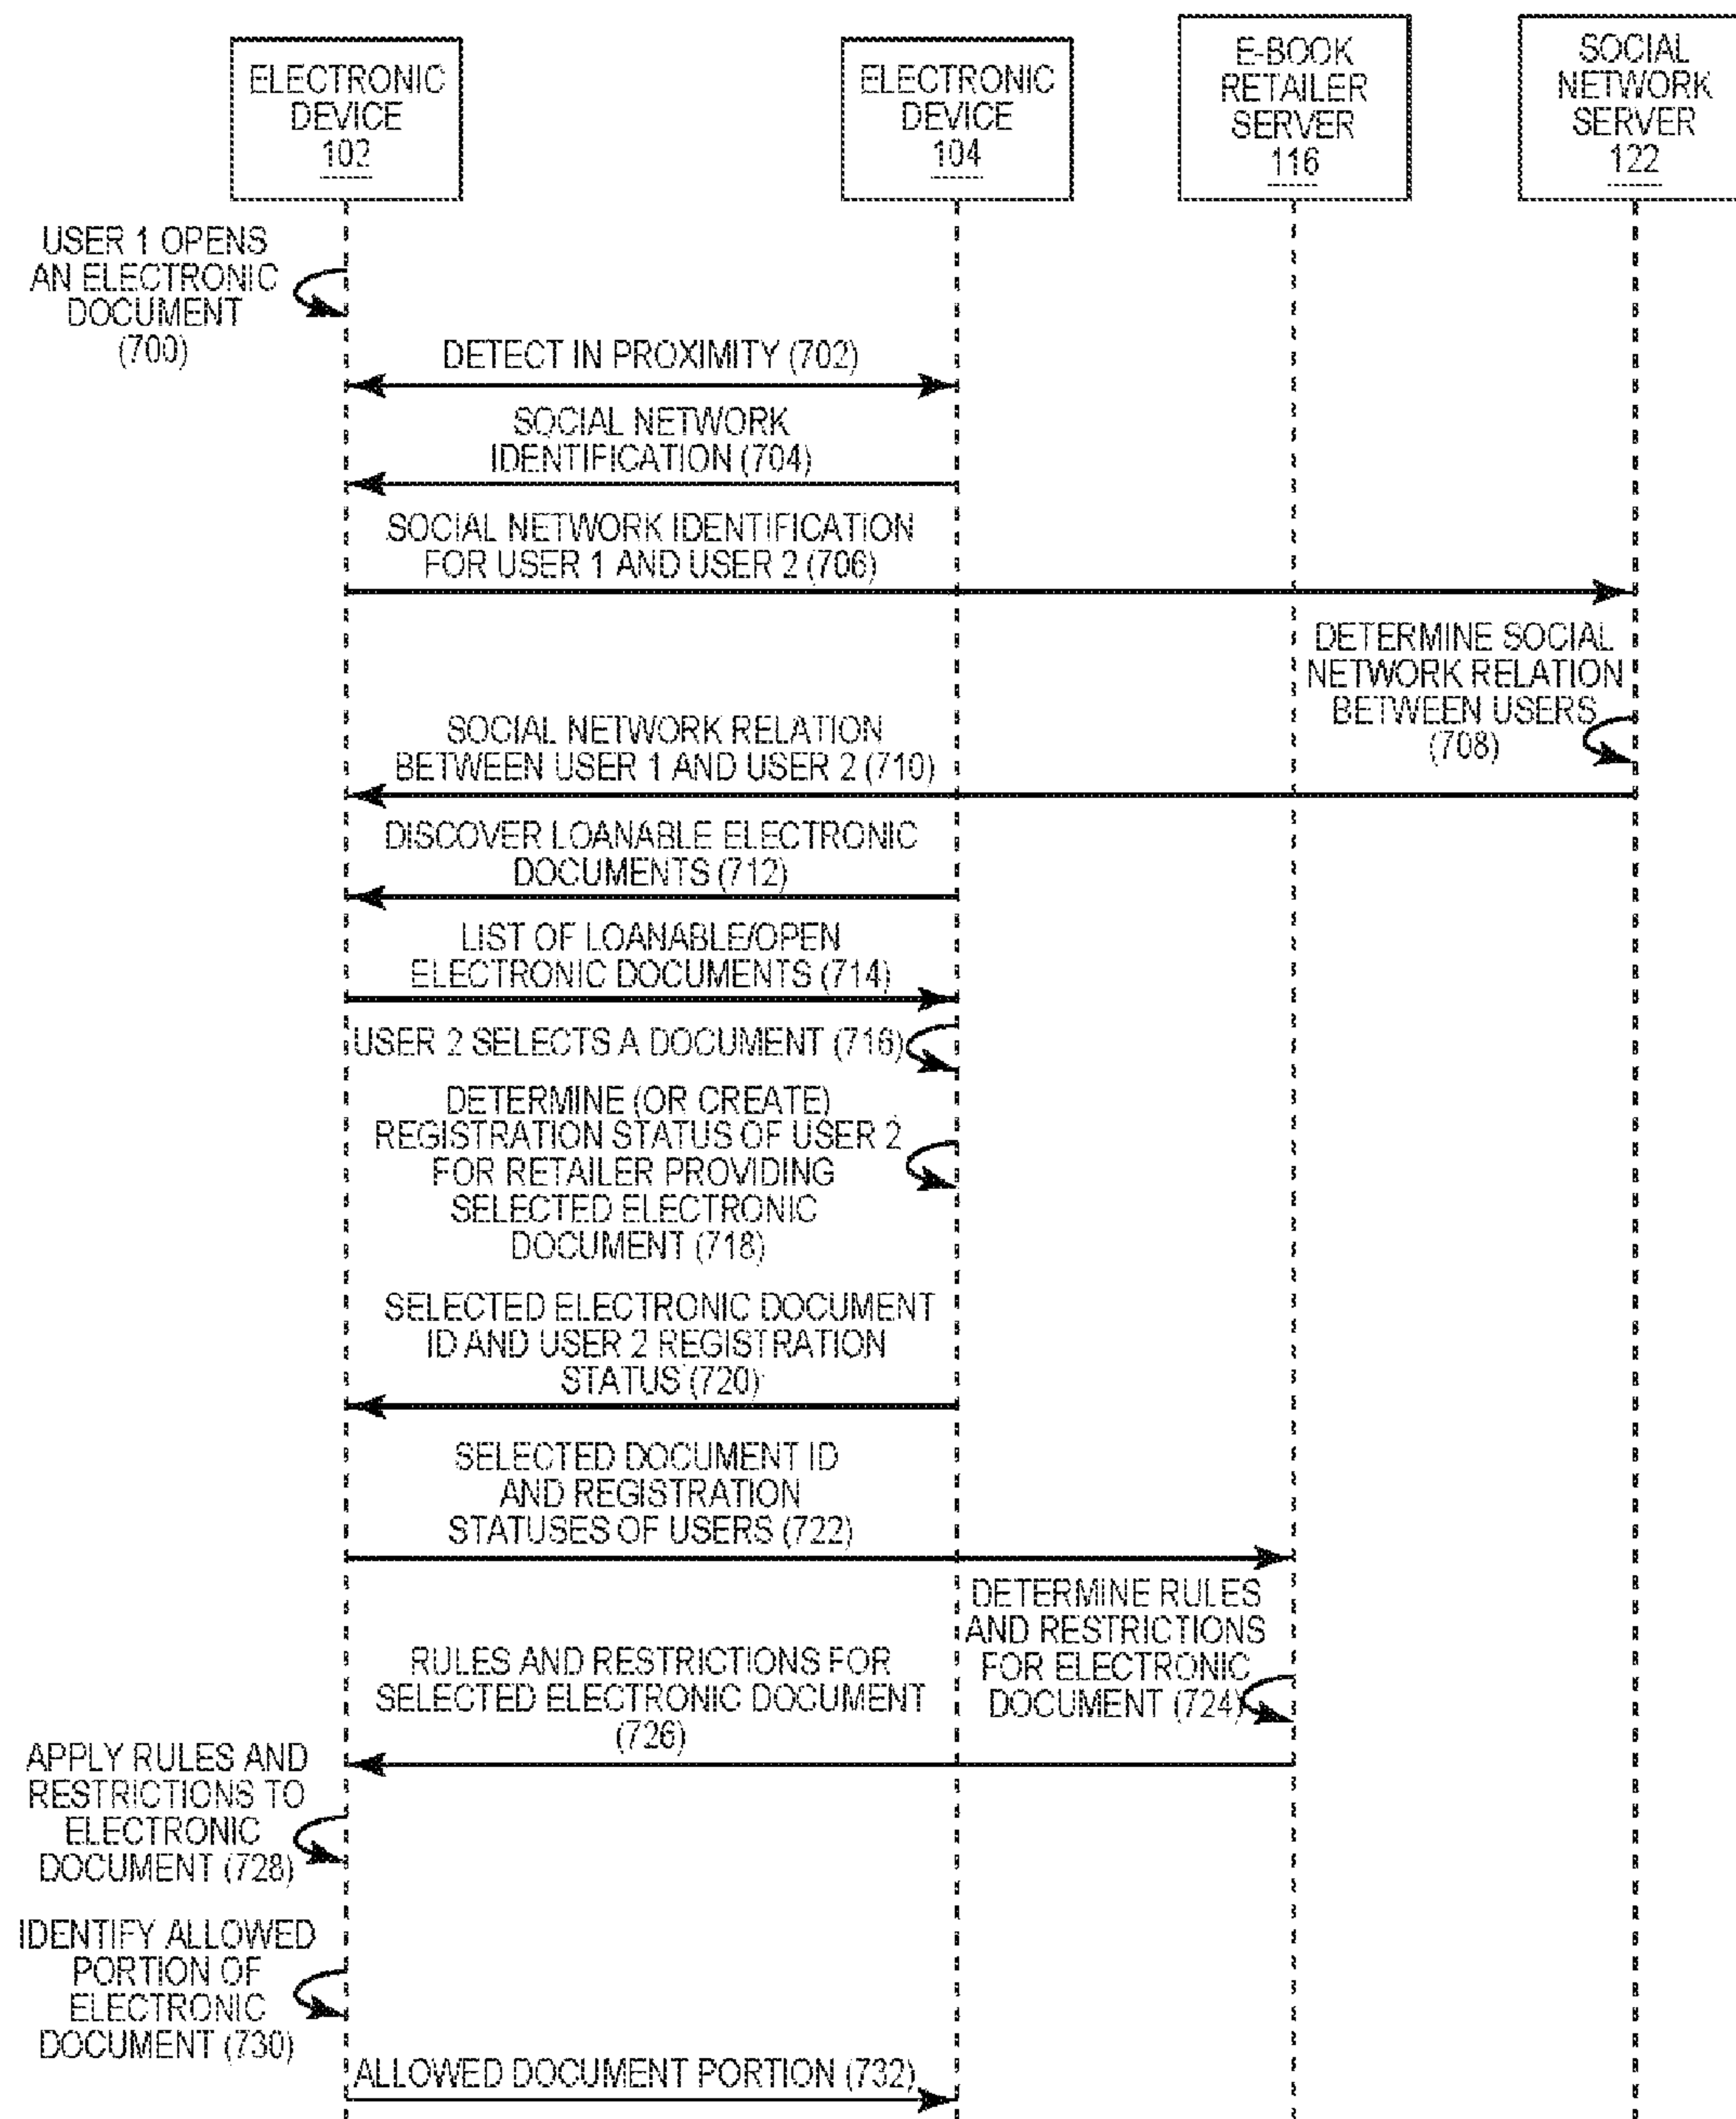 ELECTRONIC
DEVICE
102
ELECTRONIC
DEVICE
104
E-BOOK
RETAILER
SERVER
116
SOCIAL
NETWORK
SERVER
122
USER 1 OPENS
AN ELECTRONIC
DOCUMENT
(700)
DETECT IN PROXIMITY (702)
SOCIAL NETWORK
IDENTIFICATION (704)
SOCIAL NETWORK IDENTIFICATION
FOR USER 1 AND USER 2 (706)
DETERMINE SOCIAL
NETWORK RELATION
BETWEEN USERS
(708)
SOCIAL NETWORK RELATION
BETWEEN USER 1 AND USER 2 (710)
DISCOVER LOANABLE ELECTRONIC
DOCUMENTS (712)
LIST OF LOANABLE/OPEN
ELECTRONIC DOCUMENTS (714)
USER 2 SELECTS A DOCUMENT (716)
DETERMINE (OR CREATE)
REGISTRATION STATUS OF USER 2
FOR RETAILER PROVIDING
SELECTED ELECTRONIC
DOCUMENT (718)
SELECTED ELECTRONIC DOCUMENT
ID AND USER 2 REGISTRATION
STATUS (720)
SELECTED DOCUMENT ID
AND REGISTRATION
STATUSES OF USERS (722)
DETERMINE RULES
AND RESTRICTIONS
FOR ELECTRONIC
DOCUMENT (724)
RULES AND RESTRICTIONS FOR
SELECTED ELECTRONIC DOCUMENT
(726)
APPLY RULES AND
RESTRICTIONS TO
ELECTRONIC
DOCUMENT (728)
IDENTIFY ALLOWED
PORTION OF
ELECTRONIC
DOCUMENT (730)
ALLOWED DOCUMENT PORTION (732)